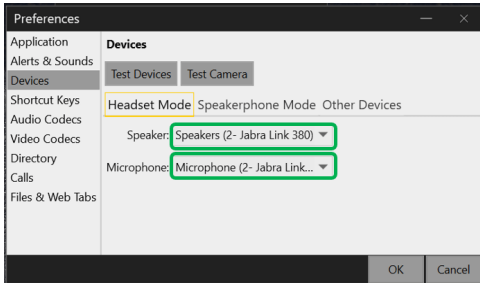 Preferences
Application
Alerts & Sounds
Devices
Shortcut Keys
Audio Codecs
Video Codecs
Directory
Calls
Files & Web Tabs
Devices
Test Devices Test Camera
Headset Mode Speakerphone Mode Other Devices
Speaker: Speakers (2- Jabra Link 380)
Microphone: Microphone (2- Jabra Link...
OK Cancel